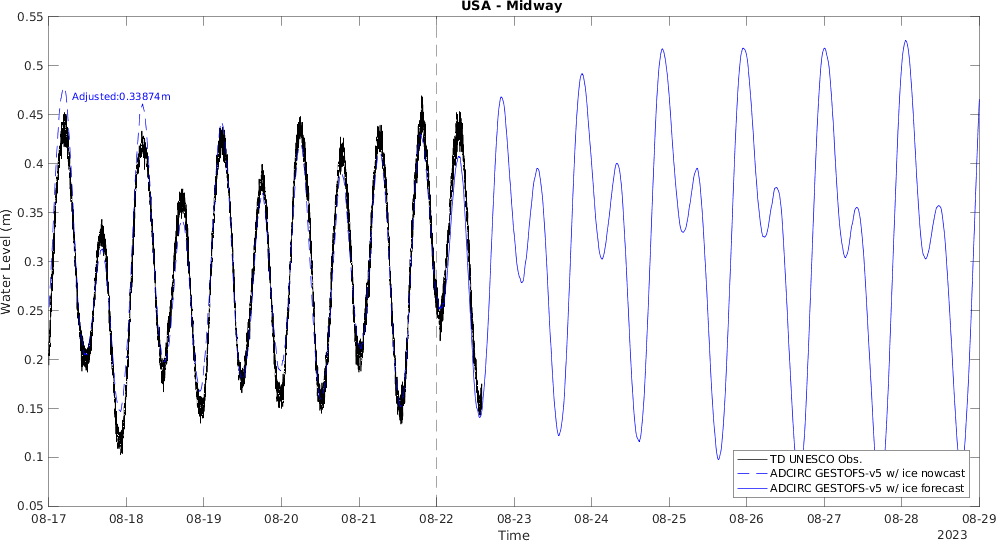 USA - Midway
0.55
0.5
0.45
0.4
0.35
0.3
0.25
0.2
0.15
0.1
0.05
Water Level (m)
Adjusted:0.33874m
TD UNESCO Obs.
ADCIRC GESTOFS-v5 w/ ice nowcast
ADCIRC GESTOFS-v5 w/ ice forecast
08-17 08-18 08-19 08-20 08-21 08-22 08-23 08-24 08-25 08-26 08-27 08-28 08-29
Time
2023